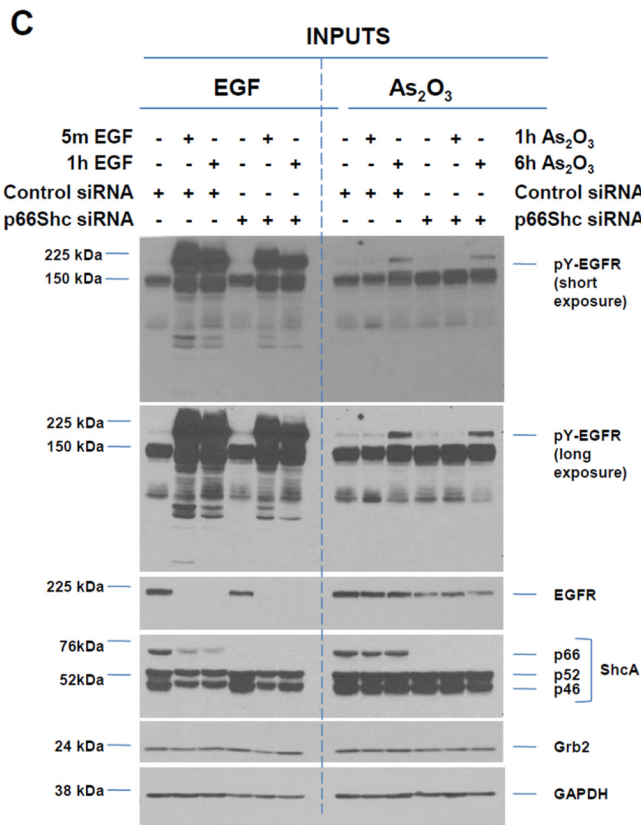 C
INPUTS
EGF As₂O₃
5m EGF - + - - + - - + - - + - 1h As₂O₃
1h EGF - - + - - + - - + - - + 6h As₂O₃
Control siRNA + + + - - - + + + - - - Control siRNA
p66Shc siRNA - - - + + + - - - + + + p66Shc siRNA
225 kDa
150 kDa
pY-EGFR
(short
exposure)
225 kDa
150 kDa
pY-EGFR
(long
exposure)
225 kDa EGFR
76kDa
52 kDa
p66
p52
p46
ShcA
24 kDa Grb2
38 kDa GAPDH